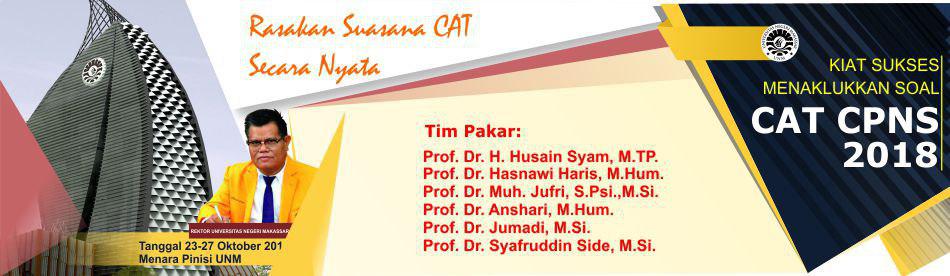 Rasakan Suasana CAT
Secara Nyata
Tim Pakar:
Prof. Dr. H. Husain Syam, M.TP.
Prof. Dr. Hasnawi Haris, M.Hum.
Prof. Dr. Muh. Jufri, S.Psi.,M.Si.
Prof. Dr. Anshari, M.Hum.
Prof. Dr. Jumadi, M.Si.
Prof. Dr. Syafruddin Side, M.Si.
REKTOR UNIVERSITAS NEGERI MAKASSAR
Tanggal 23-27 Oktober 201
Menara Pinisi UNM
UNM
KIAT SUKSES
MENAKLUKKAN SOAL
CAT CPNS
2018